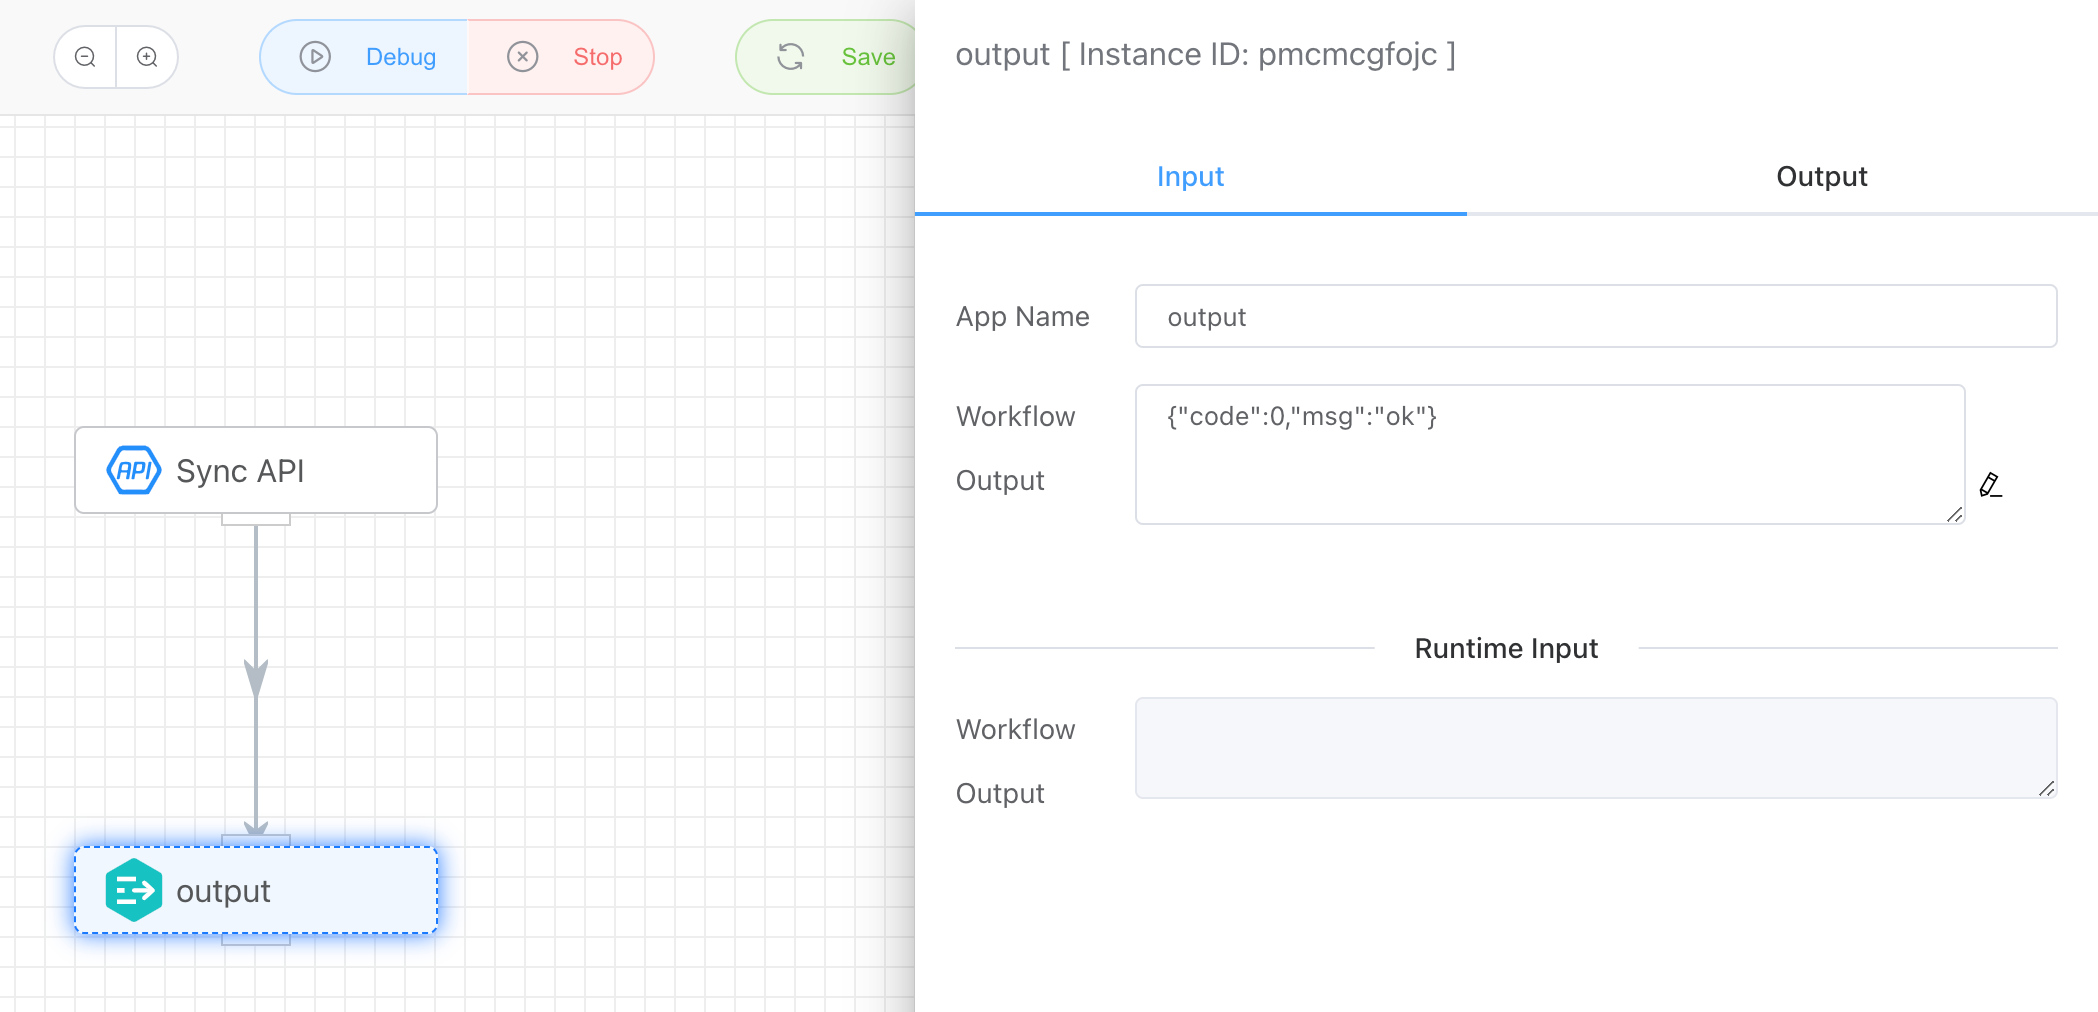 Debug
Stop
Save
output [ Instance ID: pmcmcgfojc ]
Input
Output
App Name
output
Workflow
Output
{"code":0,"msg":"ok"}
Runtime Input
Workflow
Output
API
Sync API
output